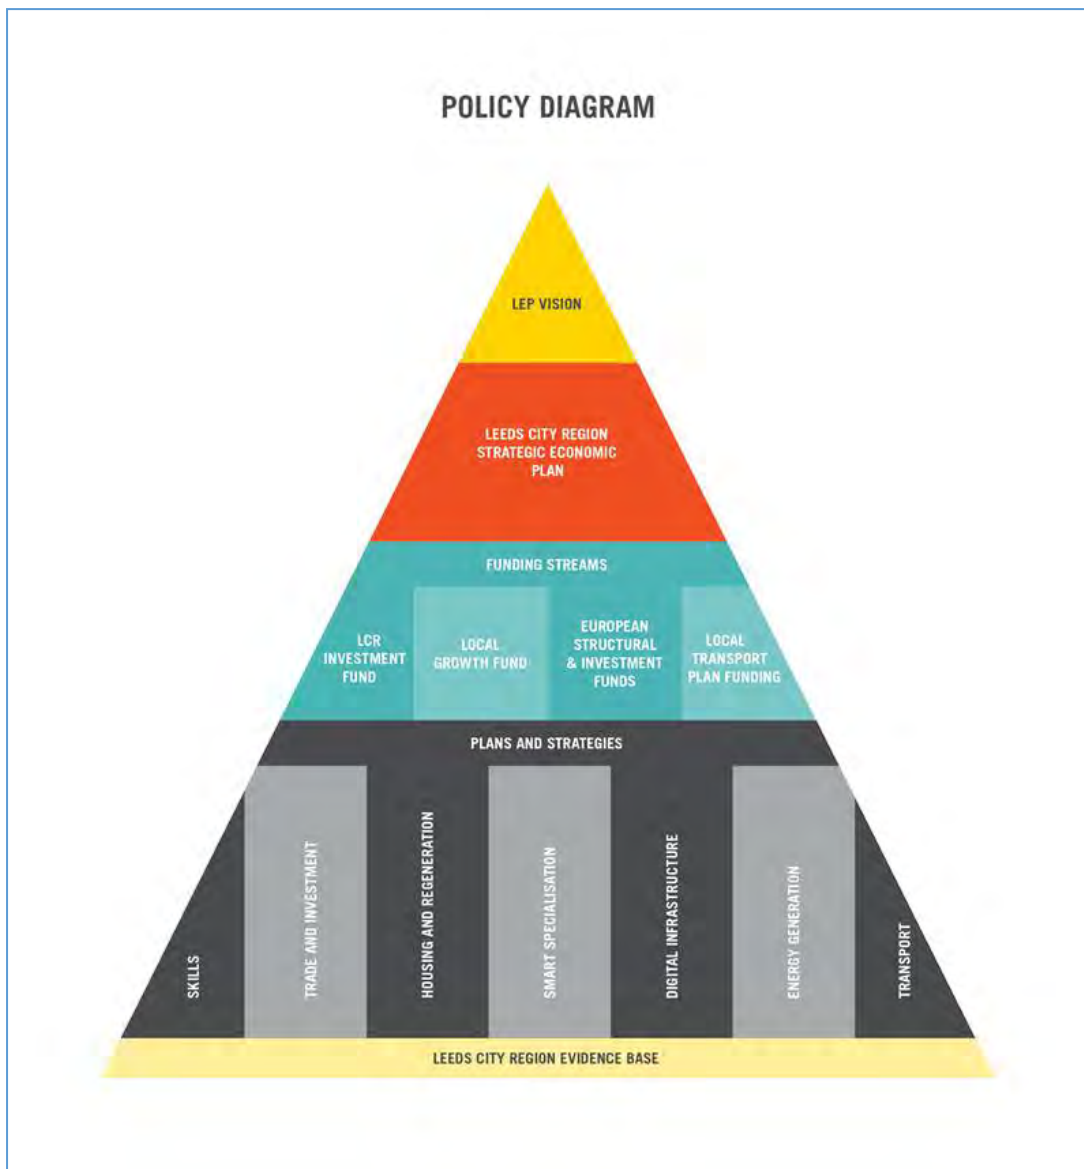 POLICY DIAGRAM
LEP VISION
LEEDS CITY REGION
STRATEGIC ECONOMIC
PLAN
FUNDING STREAMS
LCR
INVESTMENT
FUND
LOCAL
GROWTH FUND
EUROPEAN
STRUCTURAL
& INVESTMENT
FUNDS
LOCAL
TRANSPORT
PLAN FUNDING
PLANS AND STRATEGIES
SKILLS
TRADE AND INVESTMENT
HOUSING AND REGENERATION
SMART SPECIALISATION
DIGITAL INFRASTRUCTURE
ENERGY GENERATION
TRANSPORT
LEEDS CITY REGION EVIDENCE BASE